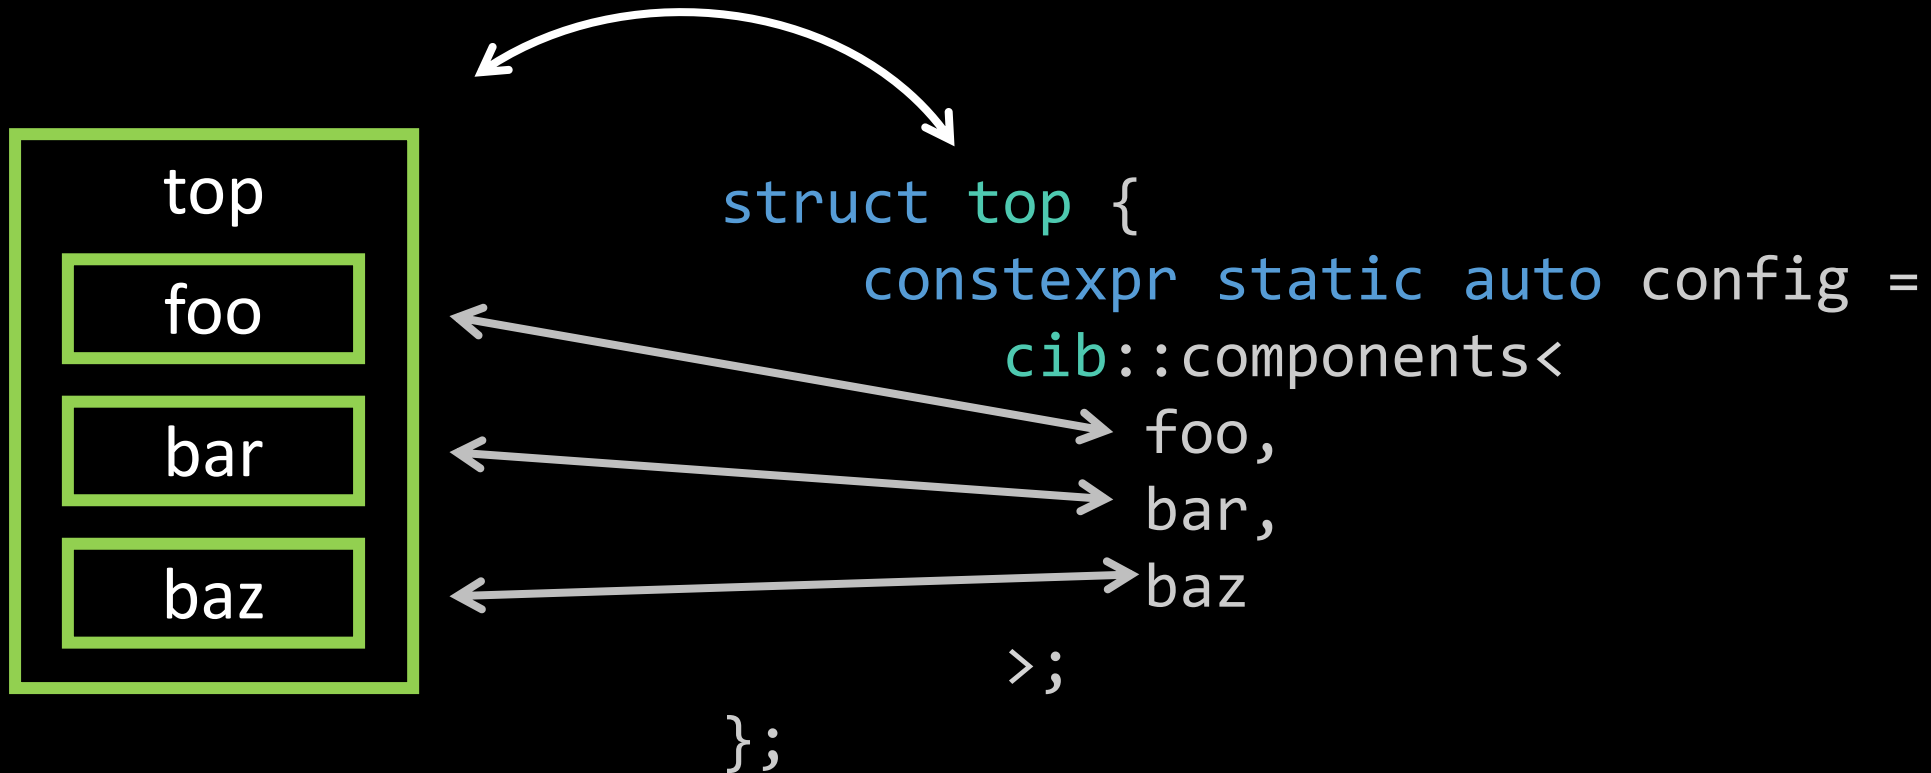 top
foo
bar
baz
struct top {
    constexpr static auto config =
        cib::components<
            foo,
            bar,
            baz
        >;
};